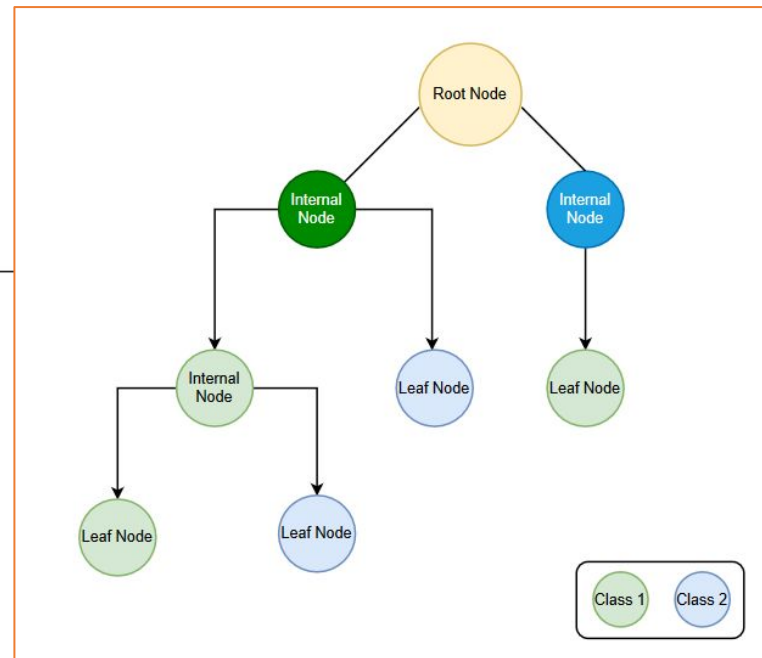 Root Node
Internal
Node
Internal
Node
Internal
Node
Leaf Node
Leaf Node
Leaf Node
Leaf Node
Class 1
Class 2